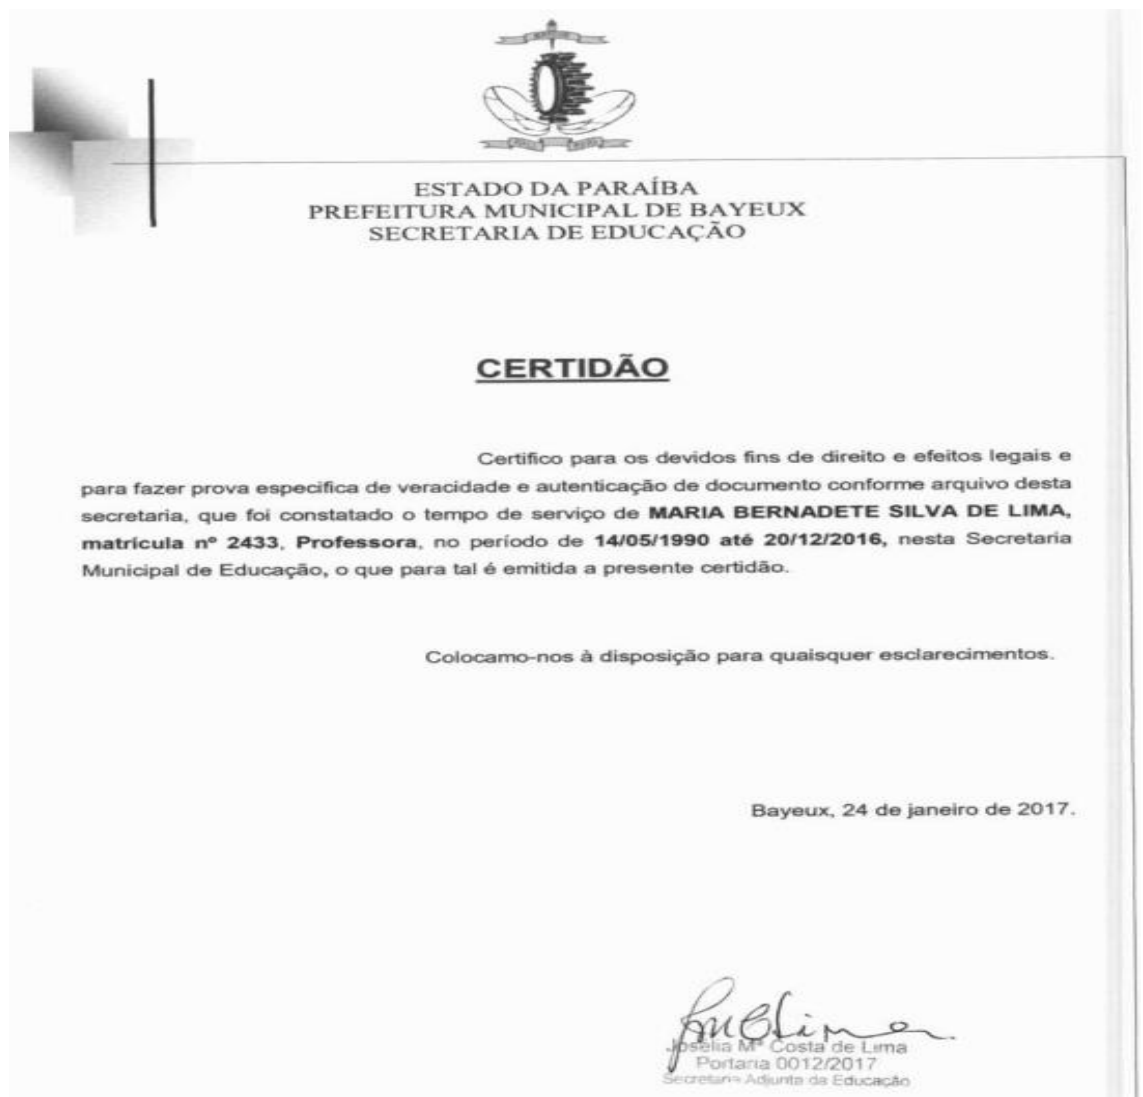 ESTADO DA PARAÍBA
PREFEITURA MUNICIPAL DE BAYEUX
SECRETARIA DE EDUCAÇÃO
CERTIDÃO
Certifico para os devidos fins de direito e efeitos legais e
para fazer prova especifica de veracidade e autenticação de documento conforme arquivo desta
secretaria, que foi constatado o tempo de serviço de MARIA BERNADETE SILVA DE LIMA,
matrícula nº 2433, Professora, no período de 14/05/1990 até 20/12/2016, nesta Secretaria
Municipal de Educação, o que para tal é emitida a presente certidão.
Colocamo-nos à disposição para quaisquer esclarecimentos.
Bayeux, 24 de janeiro de 2017.
Joselia Mª Costa de Lima
Portaria 0012/2017
Secretaria Adjunta da Educação